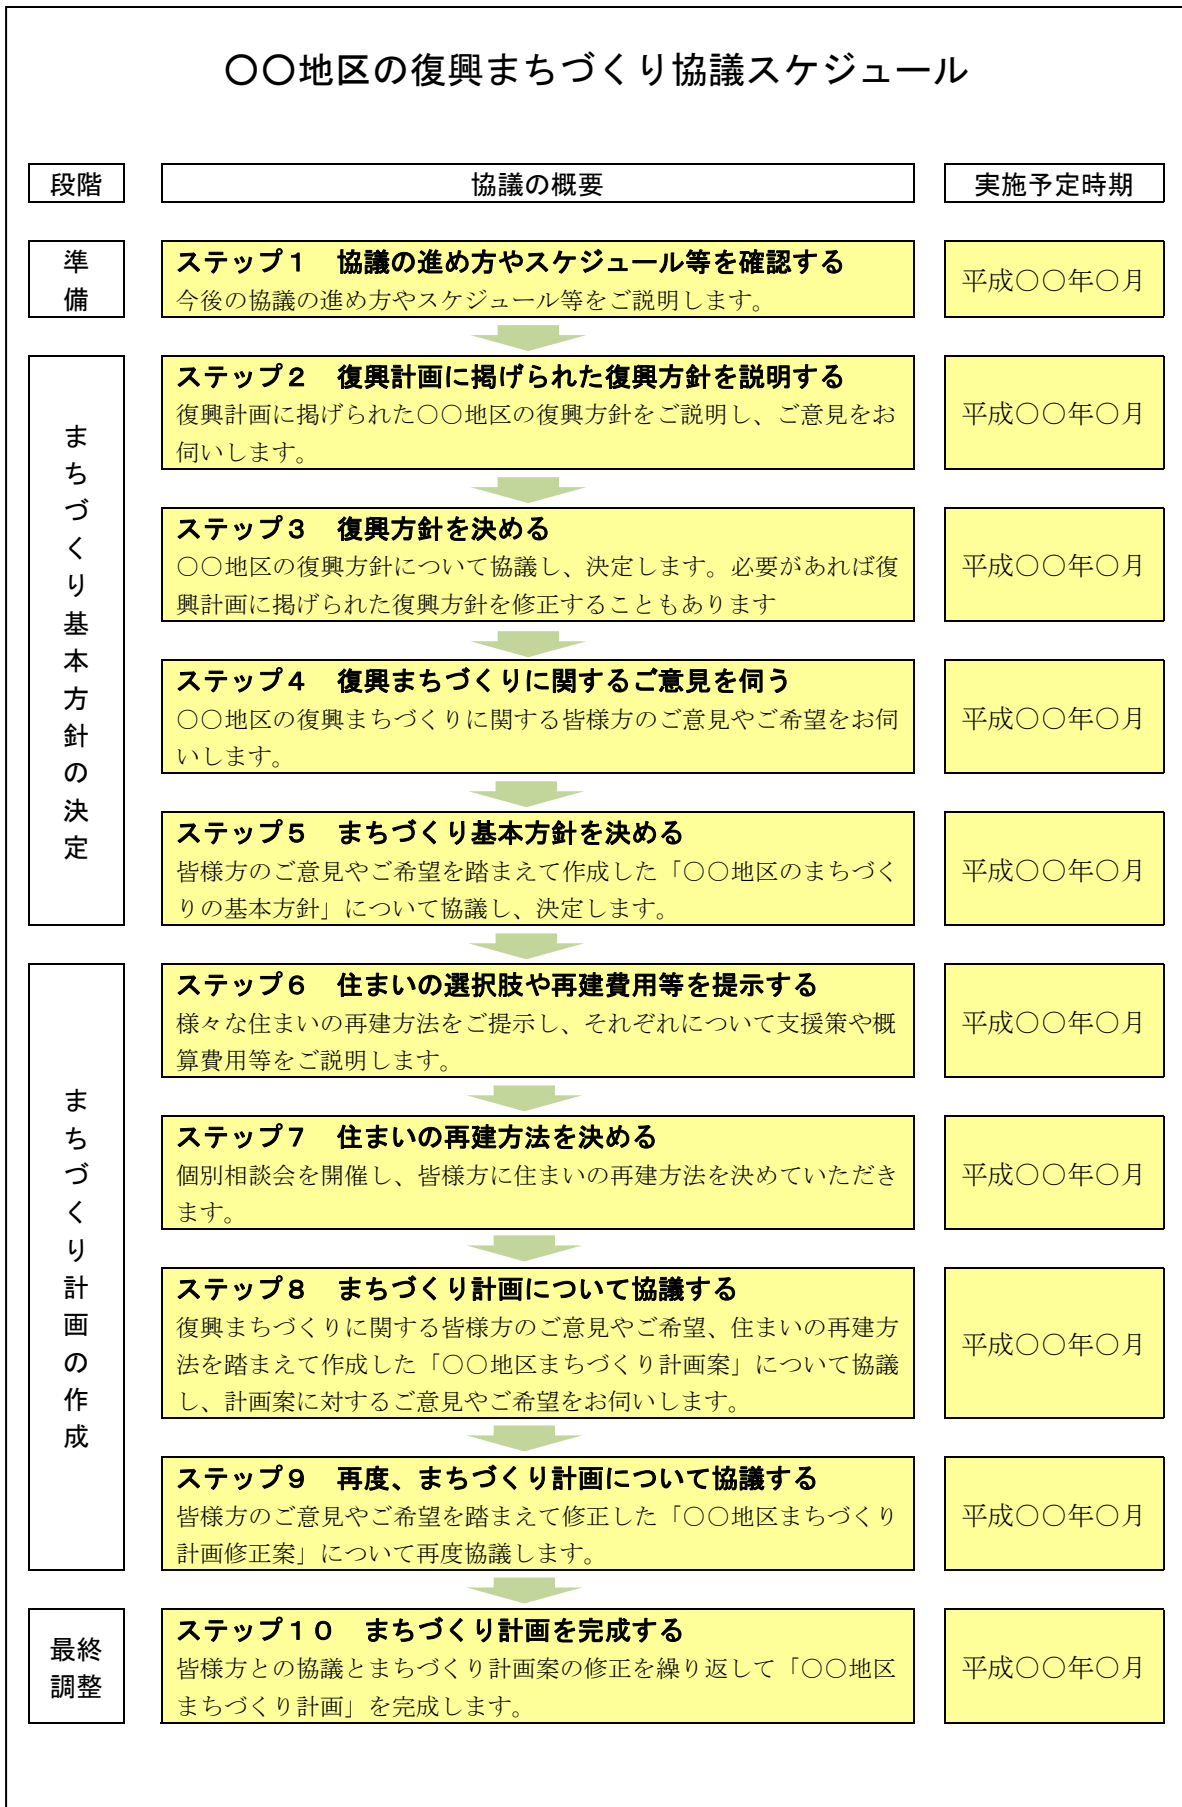 〇〇地区の復興まちづくり協議スケジュール
段階
協議の概要
実施予定時期
準備
ステップ１　協議の進め方やスケジュール等を確認する
今後の協議の進め方やスケジュール等をご説明します。
平成〇〇年〇月
まちづくり基本方針の決定
ステップ２　復興計画に掲げられた復興方針を説明する
復興計画に掲げられた〇〇地区の復興方針をご説明し、ご意見をお
伺いします。
平成〇〇年〇月
ステップ３　復興方針を決める
〇〇地区の復興方針について協議し、決定します。必要があれば復
興計画に掲げられた復興方針を修正することもあります
平成〇〇年〇月
ステップ４　復興まちづくりに関するご意見を伺う
〇〇地区の復興まちづくりに関する皆様方のご意見やご希望をお伺
いします。
平成〇〇年〇月
ステップ５　まちづくり基本方針を決める
皆様方のご意見やご希望を踏まえて作成した「〇〇地区のまちづく
りの基本方針」について協議し、決定します。
平成〇〇年〇月
まちづくり計画の作成
ステップ６　住まいの選択肢や再建費用等を提示する
様々な住まいの再建方法をご提示し、それぞれについて支援策や概
算費用等をご説明します。
平成〇〇年〇月
ステップ７　住まいの再建方法を決める
個別相談会を開催し、皆様方に住まいの再建方法を決めていただき
ます。
平成〇〇年〇月
ステップ８　まちづくり計画について協議する
復興まちづくりに関する皆様方のご意見やご希望、住まいの再建方
法を踏まえて作成した「〇〇地区まちづくり計画案」について協議
し、計画案に対するご意見やご希望をお伺いします。
平成〇〇年〇月
ステップ９　再度、まちづくり計画について協議する
皆様方のご意見やご希望を踏まえて修正した「〇〇地区まちづくり
計画修正案」について再度協議します。
平成〇〇年〇月
最終
調整
ステップ１０　まちづくり計画を完成する
皆様方との協議とまちづくり計画案の修正を繰り返して「〇〇地区
まちづくり計画」を完成します。
平成〇〇年〇月